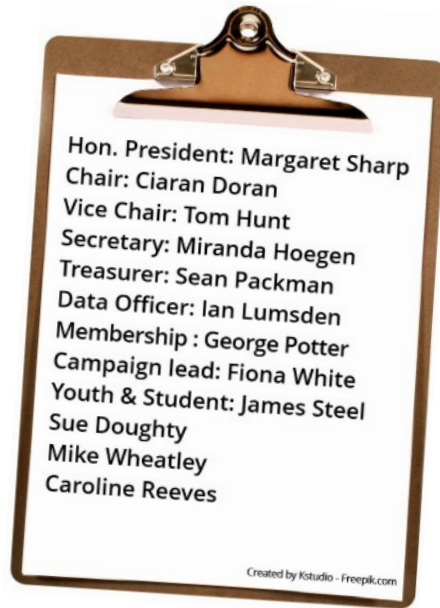 Hon. President: Margaret Sharp
Chair: Ciaran Doran
Vice Chair: Tom Hunt
Secretary: Miranda Hoegen
Treasurer: Sean Packman
Data Officer: Ian Lumsden
Membership : George Potter
Campaign lead: Fiona White
Youth & Student: James Steel
Sue Doughty
Mike Wheatley
Caroline Reeves
Created by Kstudio - Freepik.com